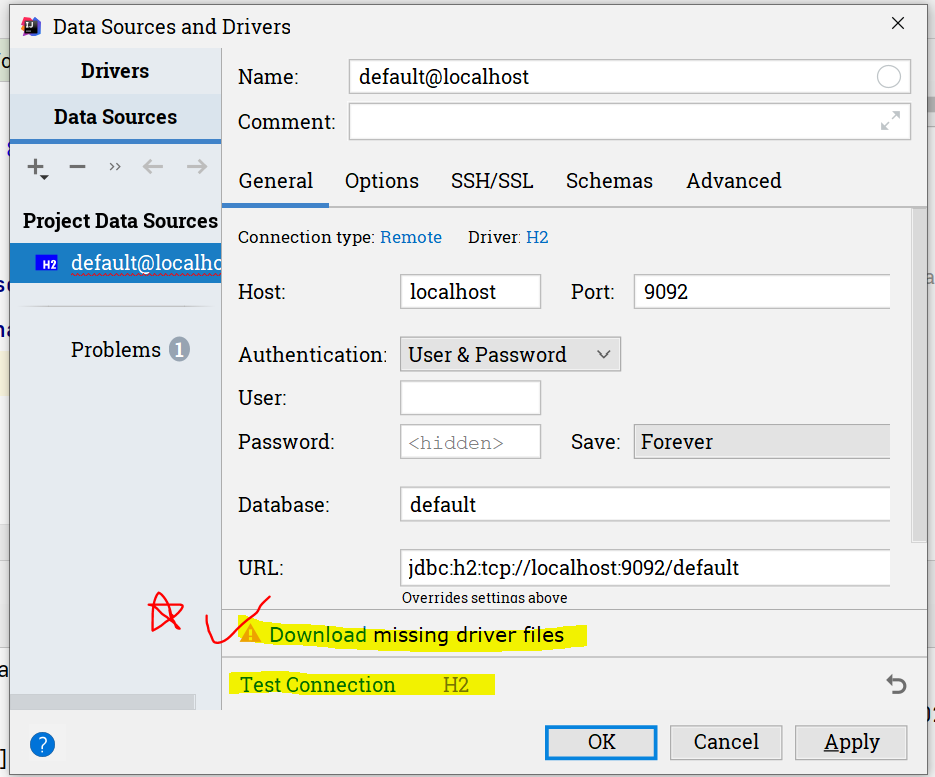 Data Sources and Drivers
Drivers
Data Sources
Project Data Sources
H2 default@localho
Problems 1
Name: default@localhost
Comment:
General Options SSH/SSL Schemas Advanced
Connection type: Remote Driver: H2
Host: localhost Port: 9092
Authentication: User & Password
User:
Password: <hidden> Save: Forever
Database: default
URL: jdbc:h2:tcp://localhost:9092/default
Overrides settings above
Download missing driver files
Test Connection H2
? OK Cancel Apply